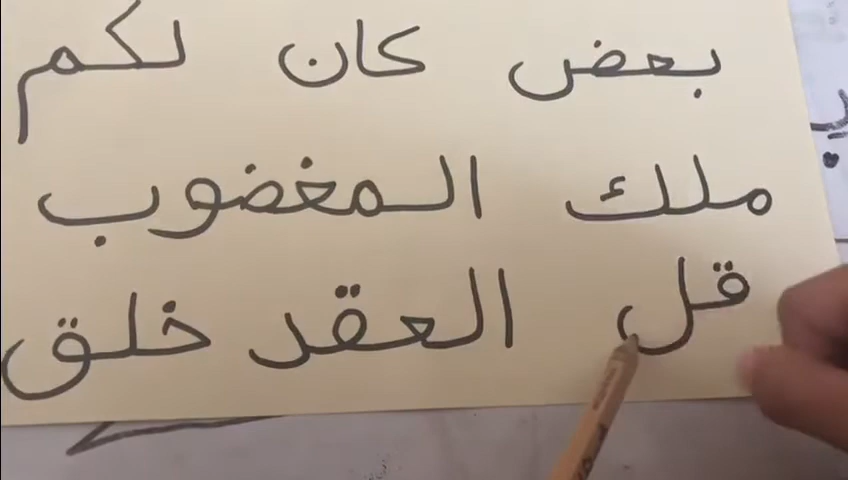 بعض كان لكم
ملك المغضوب
قل العقد خلق